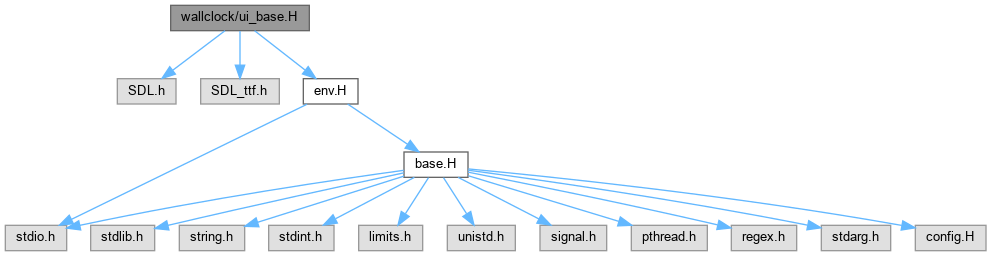 wallclock/ui_base.H
SDL.h
SDL_ttf.h
env.H
base.H
stdio.h
stdlib.h
string.h
stdint.h
limits.h
unistd.h
signal.h
pthread.h
regex.h
stdarg.h
config.H